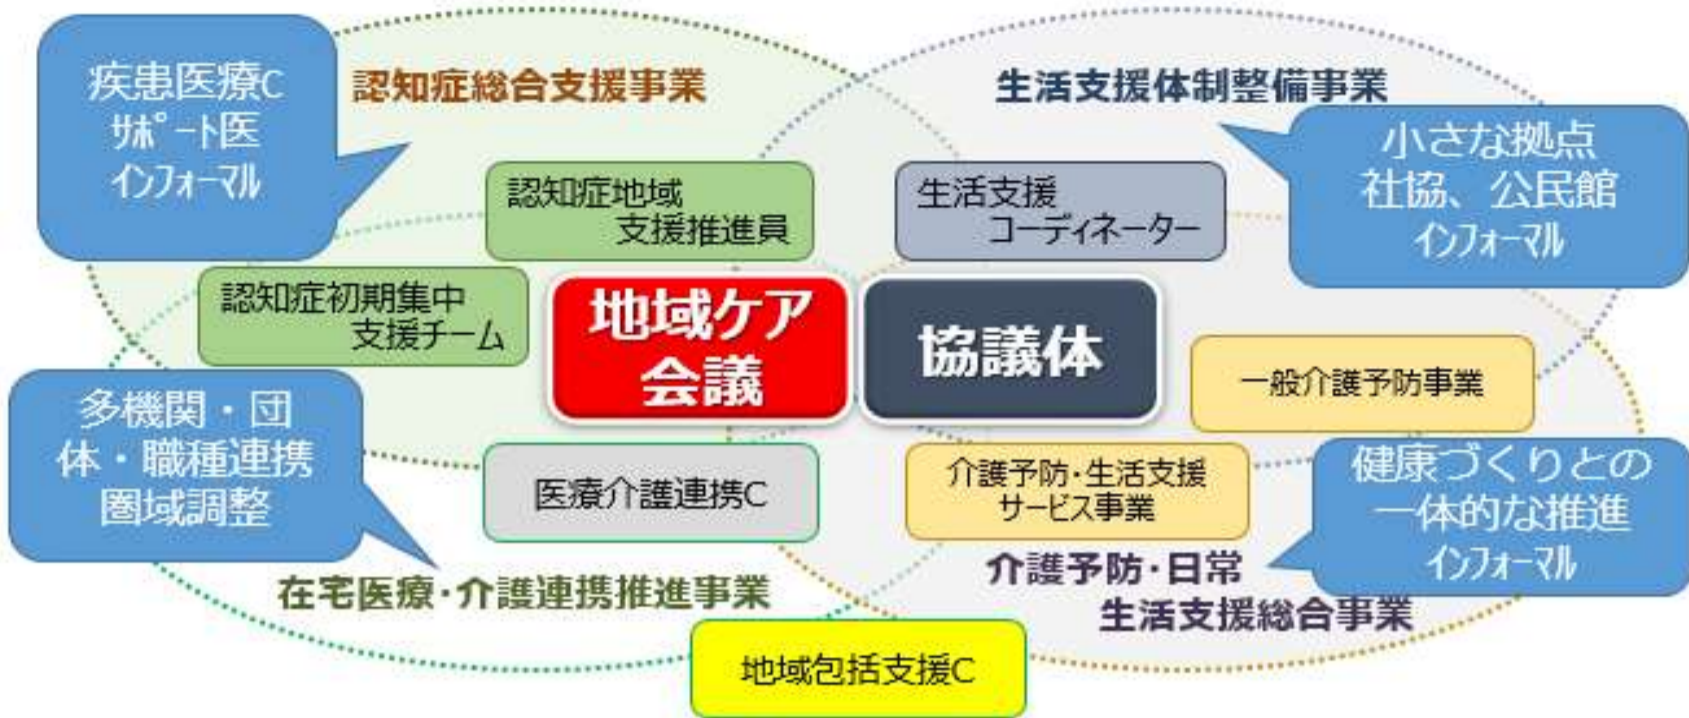 疾患医療C
サポート医
インフォーマル
認知症総合支援事業
生活支援体制整備事業
小さな拠点
社協、公民館
インフォーマル
認知症地域
支援推進員
生活支援
コーディネーター
認知症初期集中
支援チーム
地域ケア
会議
協議体
一般介護予防事業
多機関・団
体・職種連携
圏域調整
医療介護連携C
介護予防・生活支援
サービス事業
健康づくりとの
一体的な推進
インフォーマル
在宅医療・介護連携推進事業
介護予防・日常
生活支援総合事業
地域包括支援C